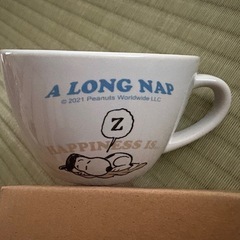 A LONG NAP
© 2021 Peanuts Worldwide LLC
Z
HAPPINESS IS...